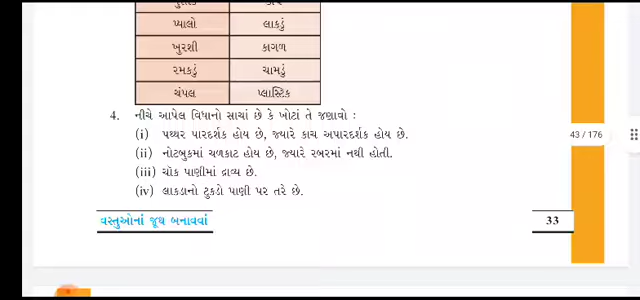 પ્યાલો લાકડું
ખુરશી કાગળ
રમકડું ચામડું
ચંપલ પ્લાસ્ટિક
4. નીચે આપેલ વિધાનો સાચાં છે કે ખોટાં તે જણાવો :
(i) પથ્થર પારદર્શક હોય છે, જ્યારે કાચ અપારદર્શક હોય છે.
(ii) નોટબુકમાં ચળકાટ હોય છે, જ્યારે રબરમાં નથી હોતી.
43 / 176
(iii) ચૉક પાણીમાં દ્રાવ્ય છે.
(iv) લાકડાનો ટુકડો પાણી પર તરે છે.
વસ્તુઓનાં જૂથ બનાવવાં 33